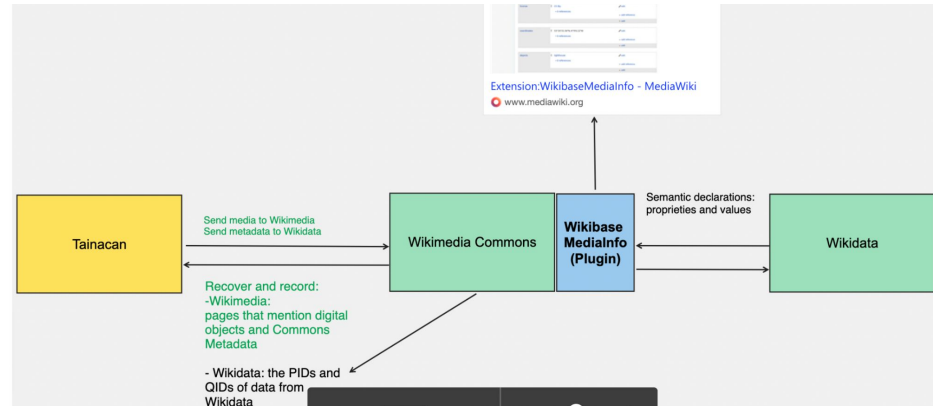 Extension:WikibaseMediaInfo - MediaWiki
www.mediawiki.org
Tainacan
Send media to Wikimedia
Send metadata to Wikidata
Wikimedia Commons
Wikibase
MediaInfo
(Plugin)
Semantic declarations:
proprieties and values
Wikidata
Recover and record:
-Wikimedia:
pages that mention digital
objects and Commons
Metadata
- Wikidata: the PIDs and
QIDs of data from
Wikidata